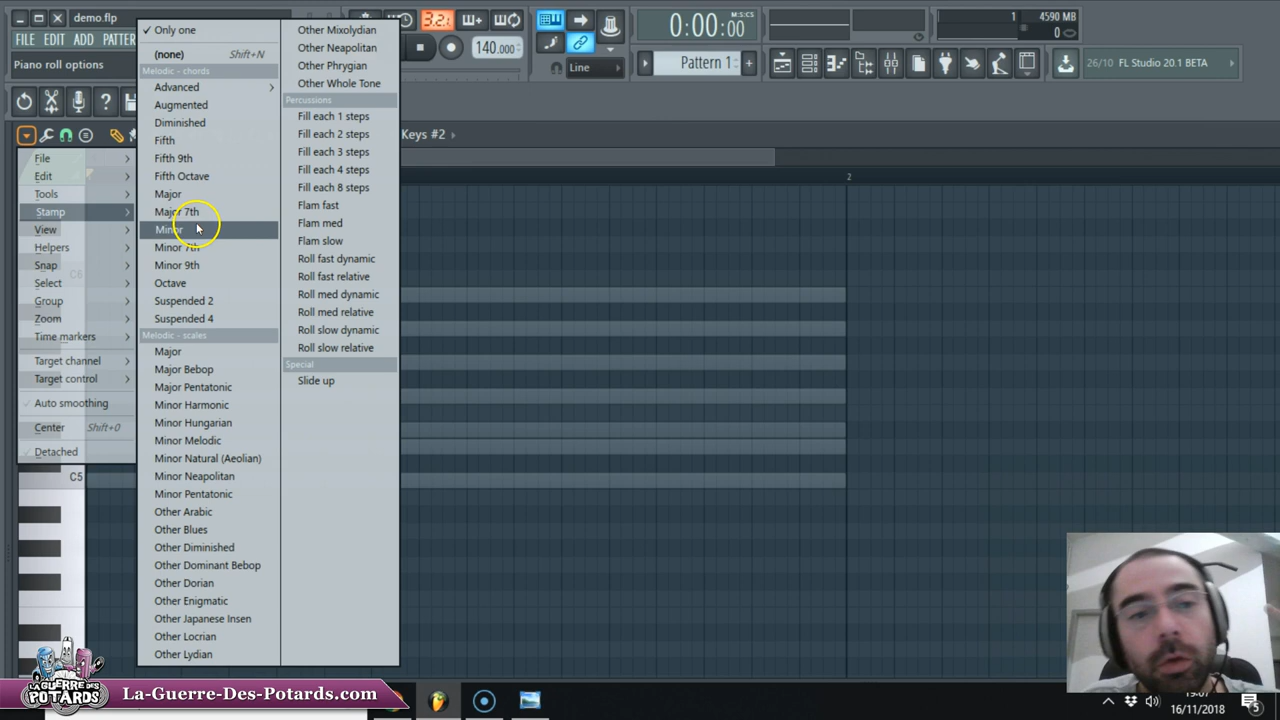 demo.flp
FILE EDIT ADD PATTER
Piano roll options
3.2.
140.000
0:00:00
M:S:CS
Line
Pattern 1
1
4590 MB
0
26/10 FL Studio 20.1 BETA
Keys #2
2
C6
C5
File
Edit
Tools
Stamp
View
Helpers
Snap
Select
Group
Zoom
Time markers
Target channel
Target control
Auto smoothing
Center Shift+0
Detached
Only one
(none) Shift+N
Melodic - chords
Advanced
Augmented
Diminished
Fifth
Fifth 9th
Fifth Octave
Major
Major 7th
Minor
Minor 7th
Minor 9th
Octave
Suspended 2
Suspended 4
Melodic - scales
Major
Major Bebop
Major Pentatonic
Minor Harmonic
Minor Hungarian
Minor Melodic
Minor Natural (Aeolian)
Minor Neapolitan
Minor Pentatonic
Other Arabic
Other Blues
Other Diminished
Other Dominant Bebop
Other Dorian
Other Enigmatic
Other Japanese Insen
Other Locrian
Other Lydian
Other Mixolydian
Other Neapolitan
Other Phrygian
Other Whole Tone
Percussions
Fill each 1 steps
Fill each 2 steps
Fill each 3 steps
Fill each 4 steps
Fill each 8 steps
Flam fast
Flam med
Flam slow
Roll fast dynamic
Roll fast relative
Roll med dynamic
Roll med relative
Roll slow dynamic
Roll slow relative
Special
Slide up
LA GUERRE DES
POTARDS
La-Guerre-Des-Potards.com
19:07
16/11/2018
5